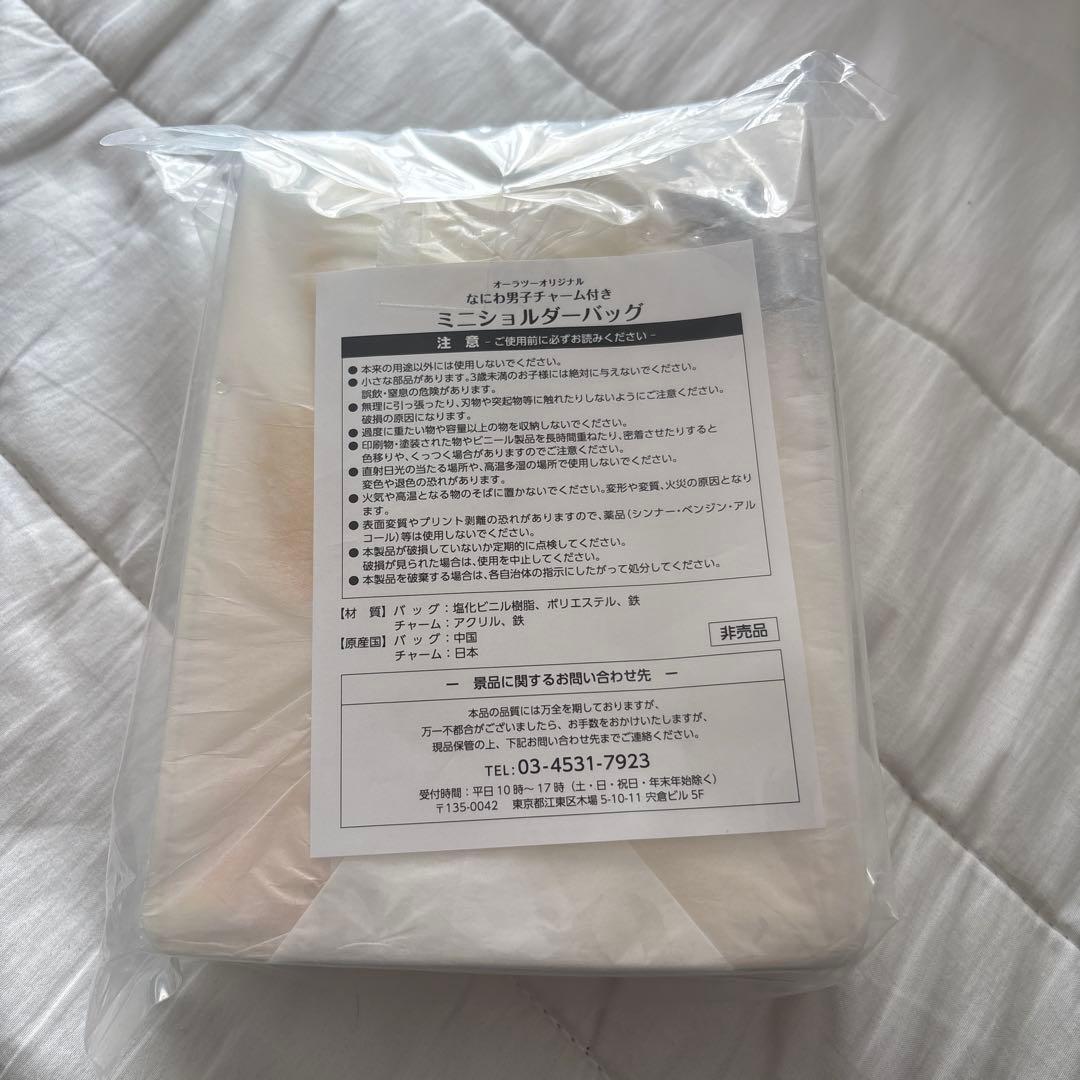 オーラツーオリジナル
なにわ男子チャーム付き
ミニショルダーバッグ
注 意 - ご使用前に必ずお読みください -
● 本来の用途以外には使用しないでください。
● 小さな部品があります。3歳未満のお子様には絶対に与えないでください。
誤飲・窒息の危険があります。
● 無理に引っ張ったり、刃物や突起物等に触れたりしないようにご注意ください。
破損の原因になります。
● 過度に重たい物や容量以上の物を収納しないでください。
● 印刷物・塗装された物やビニール製品を長時間重ねたり、密着させたりすると
色移りや、くっつく場合がありますのでご注意ください。
● 直射日光の当たる場所や、高温多湿の場所で使用しないでください。
変色や退色の恐れがあります。
● 火気や高温となる物のそばに置かないでください。変形や変質、火災の原因となり
ます。
● 表面変質やプリント剥離の恐れがありますので、薬品(シンナー・ベンジン・アル
コール)等は使用しないでください。
● 本製品が破損していないか定期的に点検してください。
破損が見られた場合は、使用を中止してください。
● 本製品を破棄する場合は、各自治体の指示にしたがって処分してください。
【材 質】バ ッ グ：塩化ビニル樹脂、ポリエステル、鉄
チャーム：アクリル、鉄
【原産国】バ ッ グ：中国
チャーム：日本
非売品
ー 景品に関するお問い合わせ先 ー
本品の品質には万全を期しておりますが、
万一不都合がございましたら、お手数をおかけいたしますが、
現品保管の上、下記お問い合わせ先までご連絡ください。
TEL：03-4531-7923
受付時間：平日10時～17時（土・日・祝日・年末年始除く）
〒135-0042 東京都江東区木場5-10-11 宍倉ビル5F